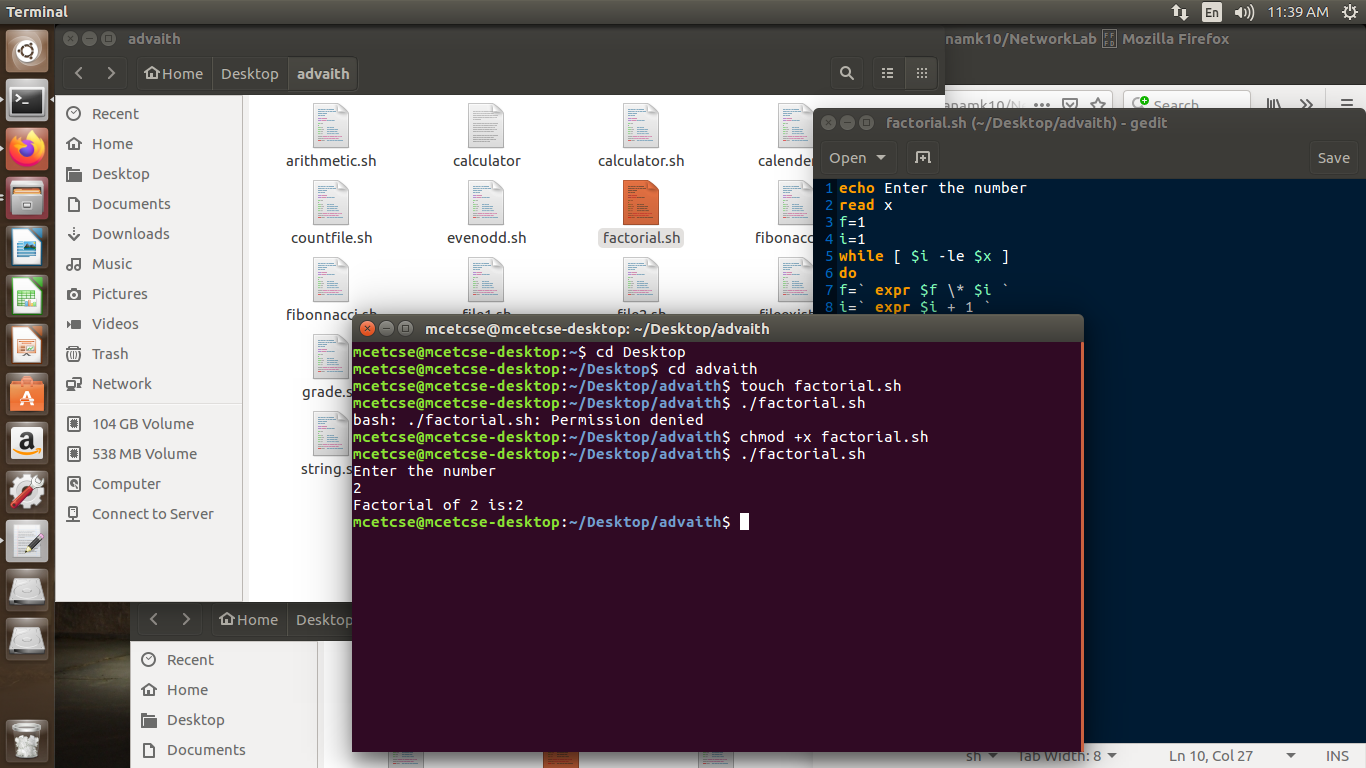 Terminal
En
11:39 AM
advaith
Home
Desktop
advaith
namk10/NetworkLab
Mozilla Firefox
Search
Recent
Home
Desktop
Documents
Downloads
Music
Pictures
Videos
Trash
Network
104 GB Volume
538 MB Volume
Computer
Connect to Server
arithmetic.sh
calculator
calculator.sh
calender
countfile.sh
evenodd.sh
factorial.sh
fibonacc
fibonnacci.sh
file1.sh
file2.sh
fileexist
grade.s
string.s
factorial.sh (~/Desktop/advaith) - gedit
Open
Save
1 echo Enter the number
2 read x
3 f=1
4 i=1
5 while [ $i -le $x ]
6 do
7 f=` expr $f \* $i `
8 i=` expr $i + 1 `
mcetcse@mcetcse-desktop: ~/Desktop/advaith
mcetcse@mcetcse-desktop:~$ cd Desktop
mcetcse@mcetcse-desktop:~/Desktop$ cd advaith
mcetcse@mcetcse-desktop:~/Desktop/advaith$ touch factorial.sh
mcetcse@mcetcse-desktop:~/Desktop/advaith$ ./factorial.sh
bash: ./factorial.sh: Permission denied
mcetcse@mcetcse-desktop:~/Desktop/advaith$ chmod +x factorial.sh
mcetcse@mcetcse-desktop:~/Desktop/advaith$ ./factorial.sh
Enter the number
2
Factorial of 2 is:2
mcetcse@mcetcse-desktop:~/Desktop/advaith$
Home
Desktop
Recent
Home
Desktop
Documents
sh
Tab Width: 8
Ln 10, Col 27
INS